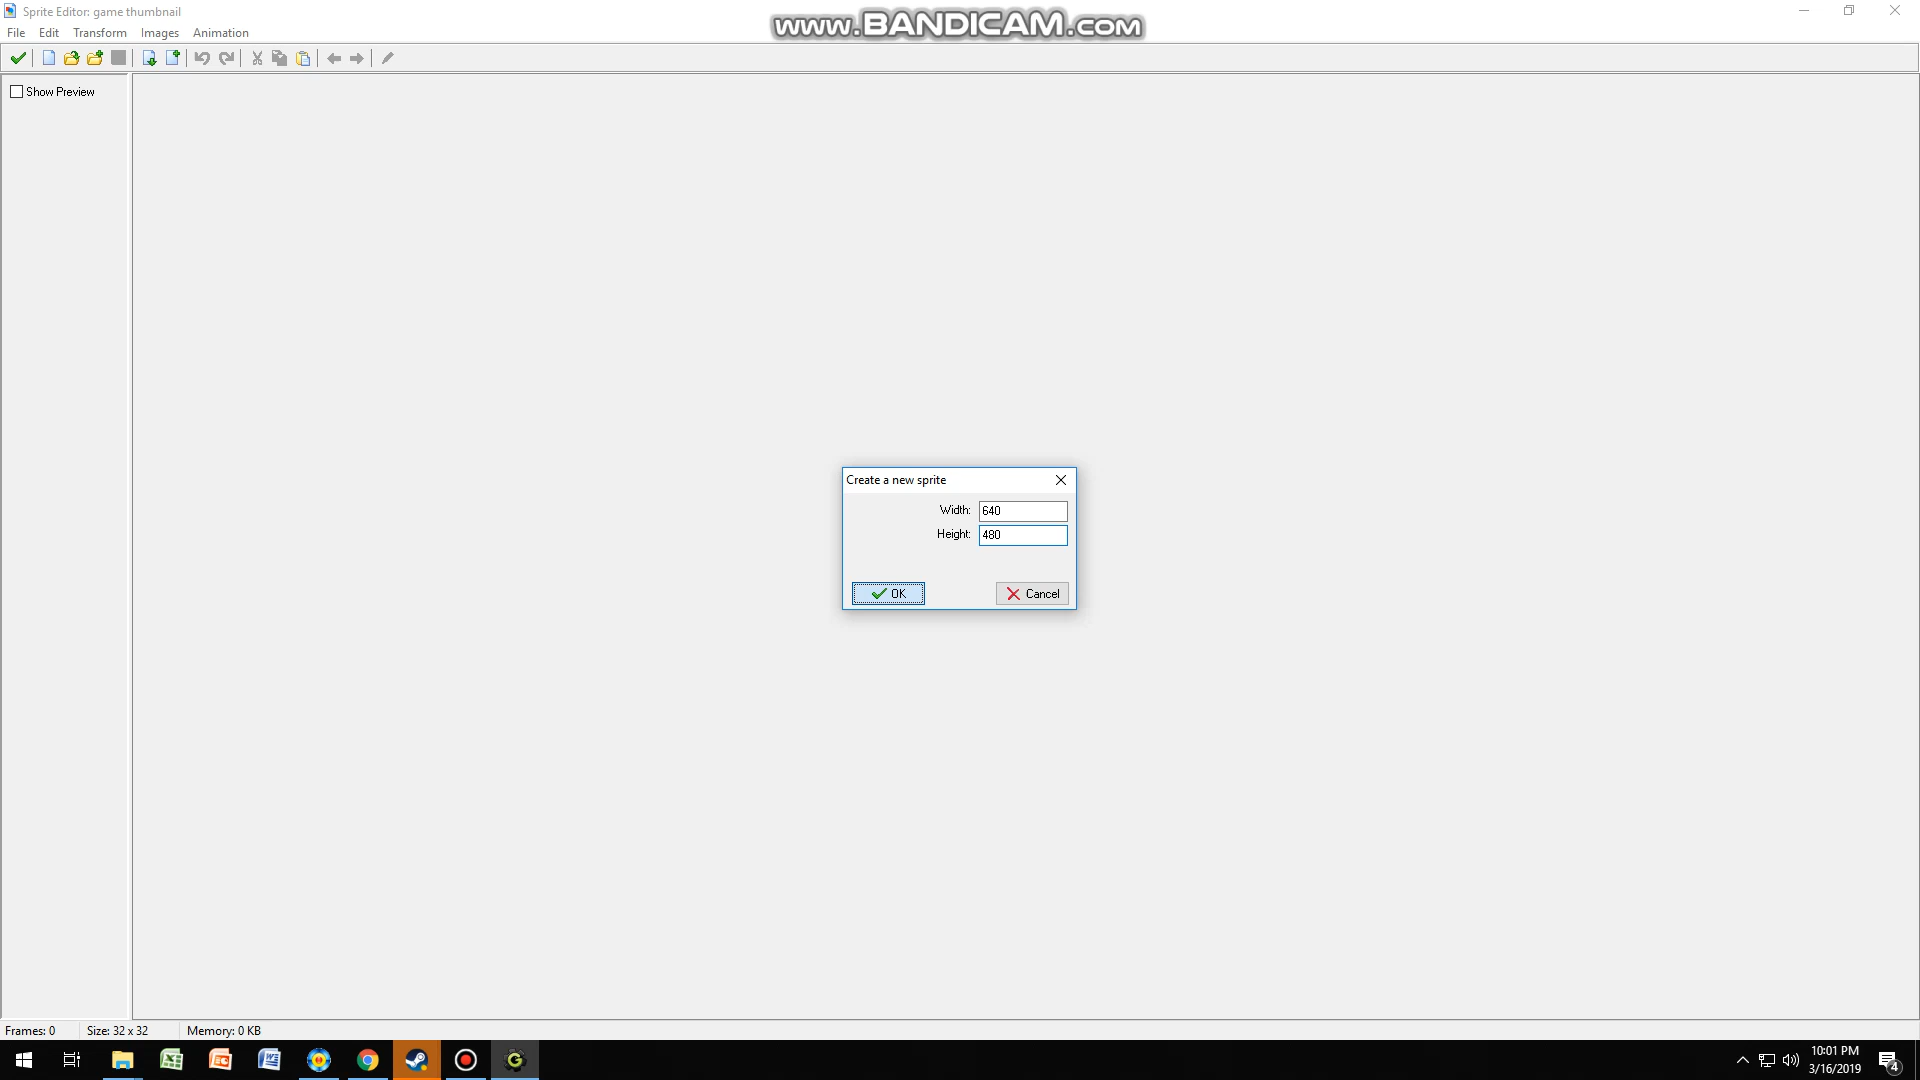 Sprite Editor: game thumbnail
www.BANDICAM.com
File Edit Transform Images Animation
Show Preview
Create a new sprite
Width: 640
Height: 480
OK Cancel
Frames: 0 Size: 32 x 32 Memory: 0 KB
10:01 PM
3/16/2019
4